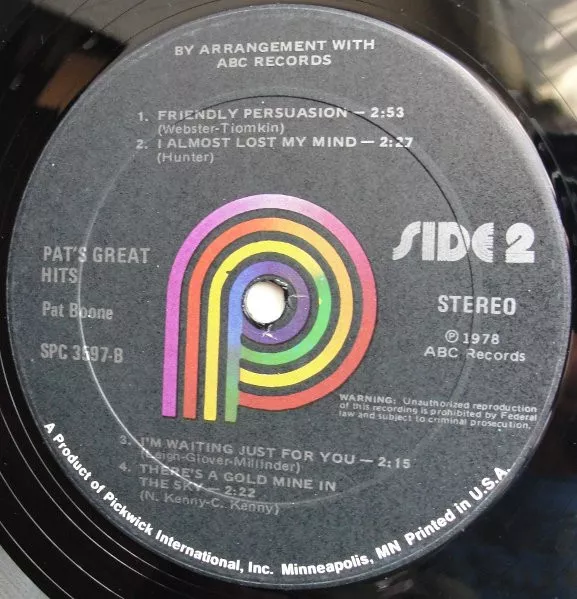 BY ARRANGEMENT WITH
ABC RECORDS
1. FRIENDLY PERSUASION — 2:53
(Webster-Tiomkin)
2. I ALMOST LOST MY MIND — 2:27
(Hunter)
PAT'S GREAT
HITS
Pat Boone
SPC 3597-B
SIDE 2
STEREO
℗ 1978
ABC Records
WARNING: Unauthorized reproduction
of this recording is prohibited by Federal
law and subject to criminal prosecution.
3. I'M WAITING JUST FOR YOU — 2:15
(Leigh-Glover-Millinder)
4. THERE'S A GOLD MINE IN
THE SKY — 2:22
(N. Kenny-C. Kenny)
A Product of Pickwick International, Inc. Minneapolis, MN Printed in U.S.A.